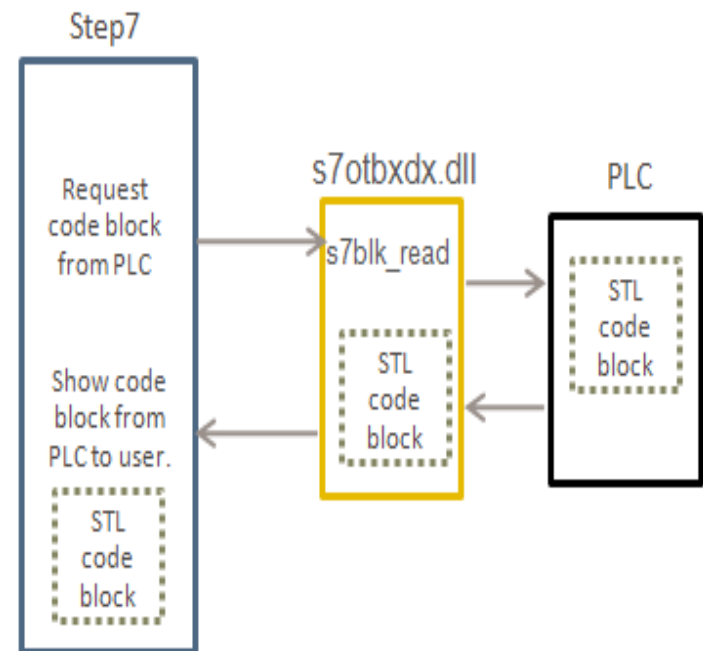 Step7
Request
code block
from PLC
Show code
block from
PLC to user.
STL
code
block
s7otbxdx.dll
s7blk_read
STL
code
block
PLC
STL
code
block